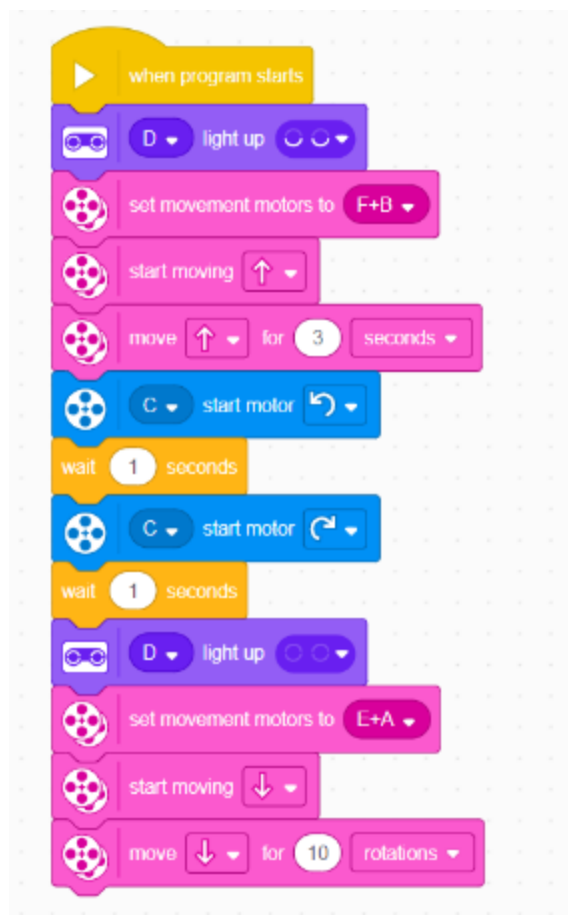 when program starts
D light up
set movement motors to F+B
start moving
move for 3 seconds
C start motor
wait 1 seconds
C start motor
wait 1 seconds
D light up
set movement motors to E+A
start moving
move for 10 rotations